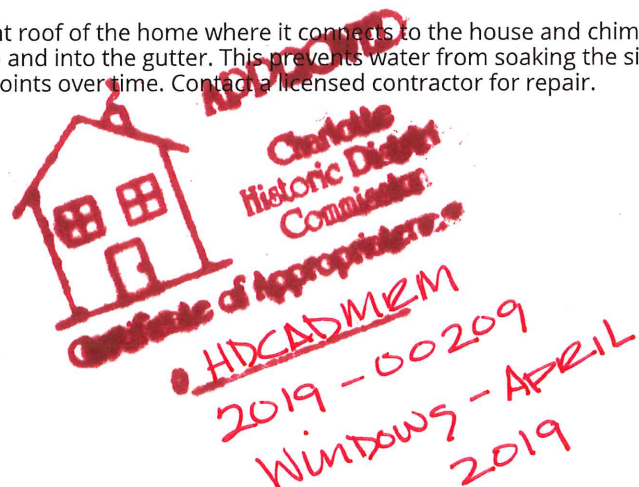 nt roof of the home where it connects to the house and chim
and into the gutter. This prevents water from soaking the si
oints over time. Contact a licensed contractor for repair.
APPROVED
Charlotte
Historic District
Commission
Certificate of Appropriateness
HDCADMRM
2019-00209
WINDOWS-APRIL
2019